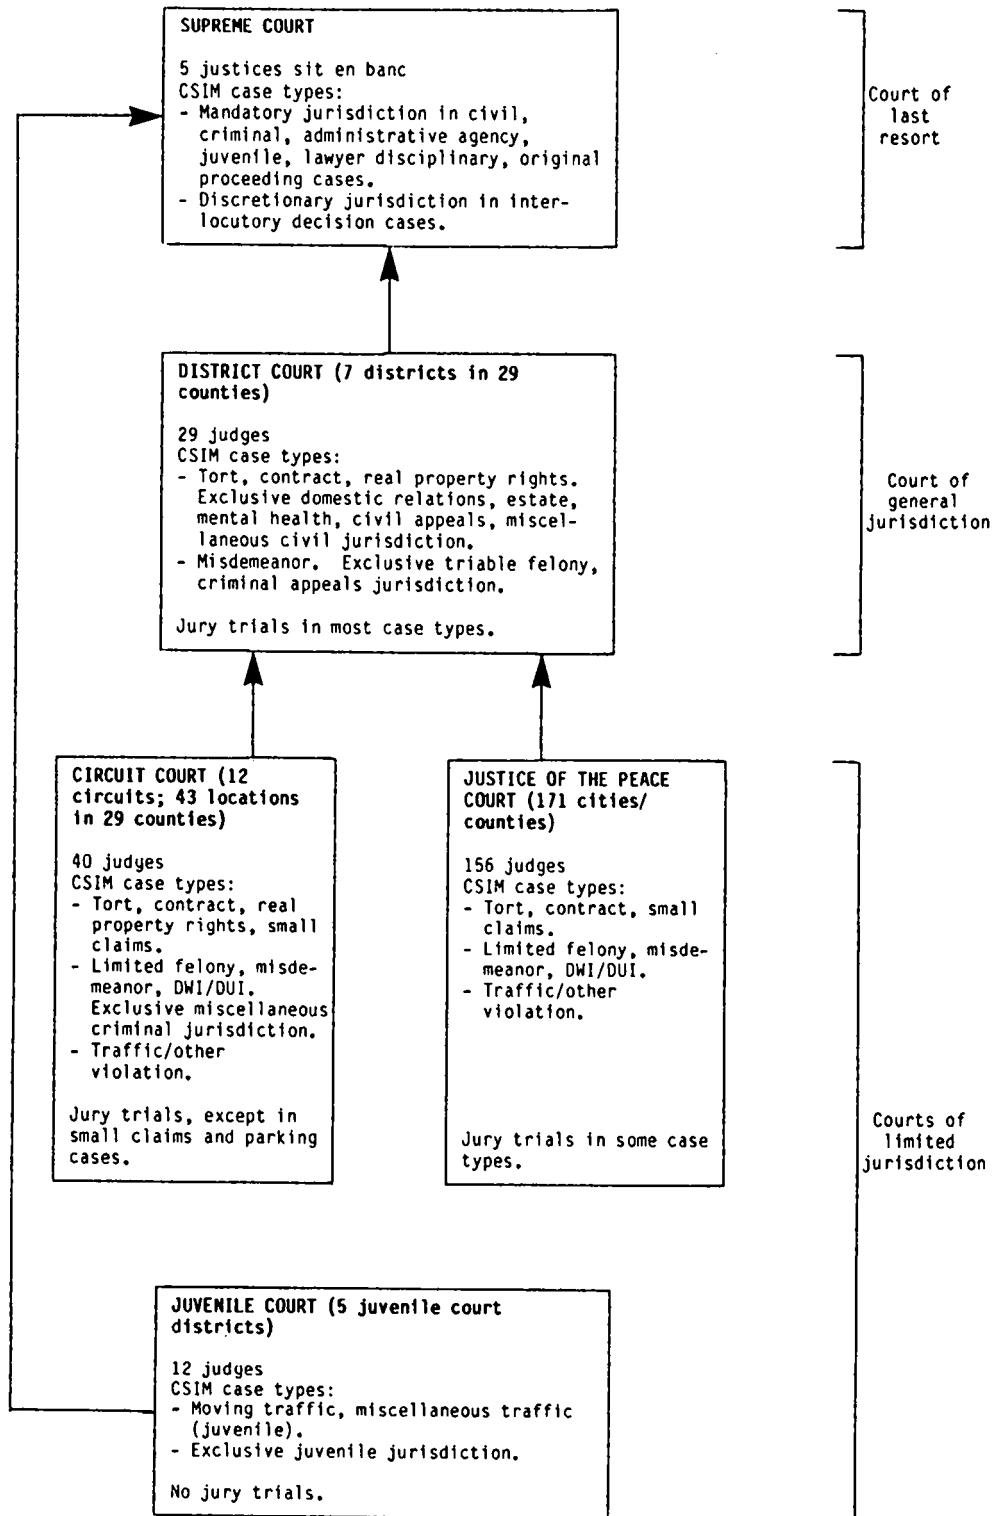 SUPREME COURT
5 justices sit en banc
CSIM case types:
- Mandatory jurisdiction in civil,
criminal, administrative agency,
juvenile, lawyer disciplinary, original
proceeding cases.
- Discretionary jurisdiction in inter-
locutory decision cases.
Court of
last
resort
DISTRICT COURT (7 districts in 29
counties)
29 judges
CSIM case types:
- Tort, contract, real property rights.
Exclusive domestic relations, estate,
mental health, civil appeals, miscel-
laneous civil jurisdiction.
- Misdemeanor. Exclusive triable felony,
criminal appeals jurisdiction.
Jury trials in most case types.
Court of
general
jurisdiction
CIRCUIT COURT (12
circuits; 43 locations
in 29 counties)
40 judges
CSIM case types:
- Tort, contract, real
property rights, small
claims.
- Limited felony, misde-
meanor, DWI/DUI.
Exclusive miscellaneous
criminal jurisdiction.
- Traffic/other
violation.
Jury trials, except in
small claims and parking
cases.
JUSTICE OF THE PEACE
COURT (171 cities/
counties)
156 judges
CSIM case types:
- Tort, contract, small
claims.
- Limited felony, misde-
meanor, DWI/DUI.
- Traffic/other
violation.
Jury trials in some case
types.
Courts of
limited
jurisdiction
JUVENILE COURT (5 juvenile court
districts)
12 judges
CSIM case types:
- Moving traffic, miscellaneous traffic
(juvenile).
- Exclusive juvenile jurisdiction.
No jury trials.